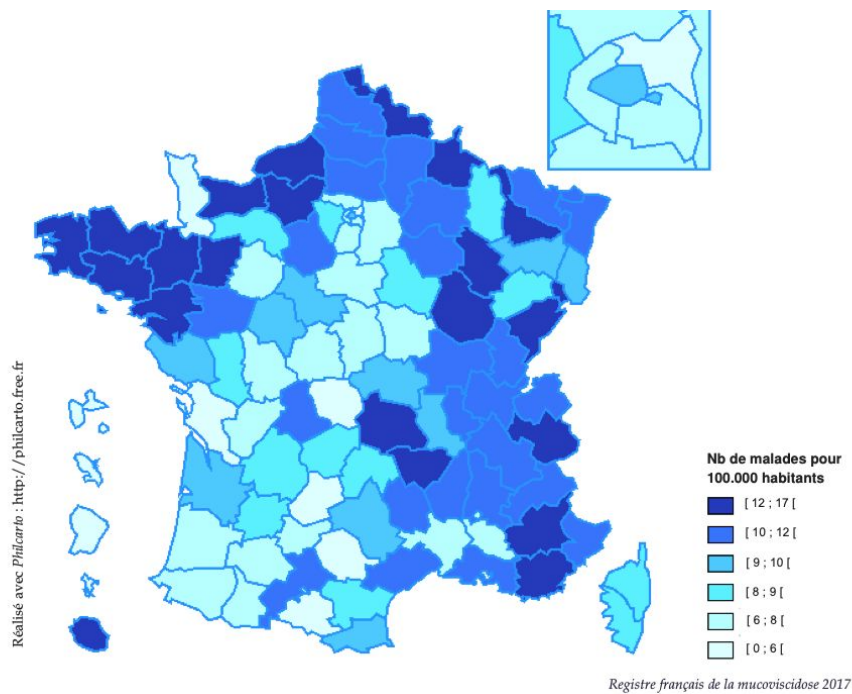 Réalisé avec Philcarto : http://philcarto.free.fr
Nb de malades pour
100.000 habitants
[ 12 ; 17 [
[ 10 ; 12 [
[ 9 ; 10 [
[ 8 ; 9 [
[ 6 ; 8 [
[ 0 ; 6 [
Registre français de la mucoviscidose 2017